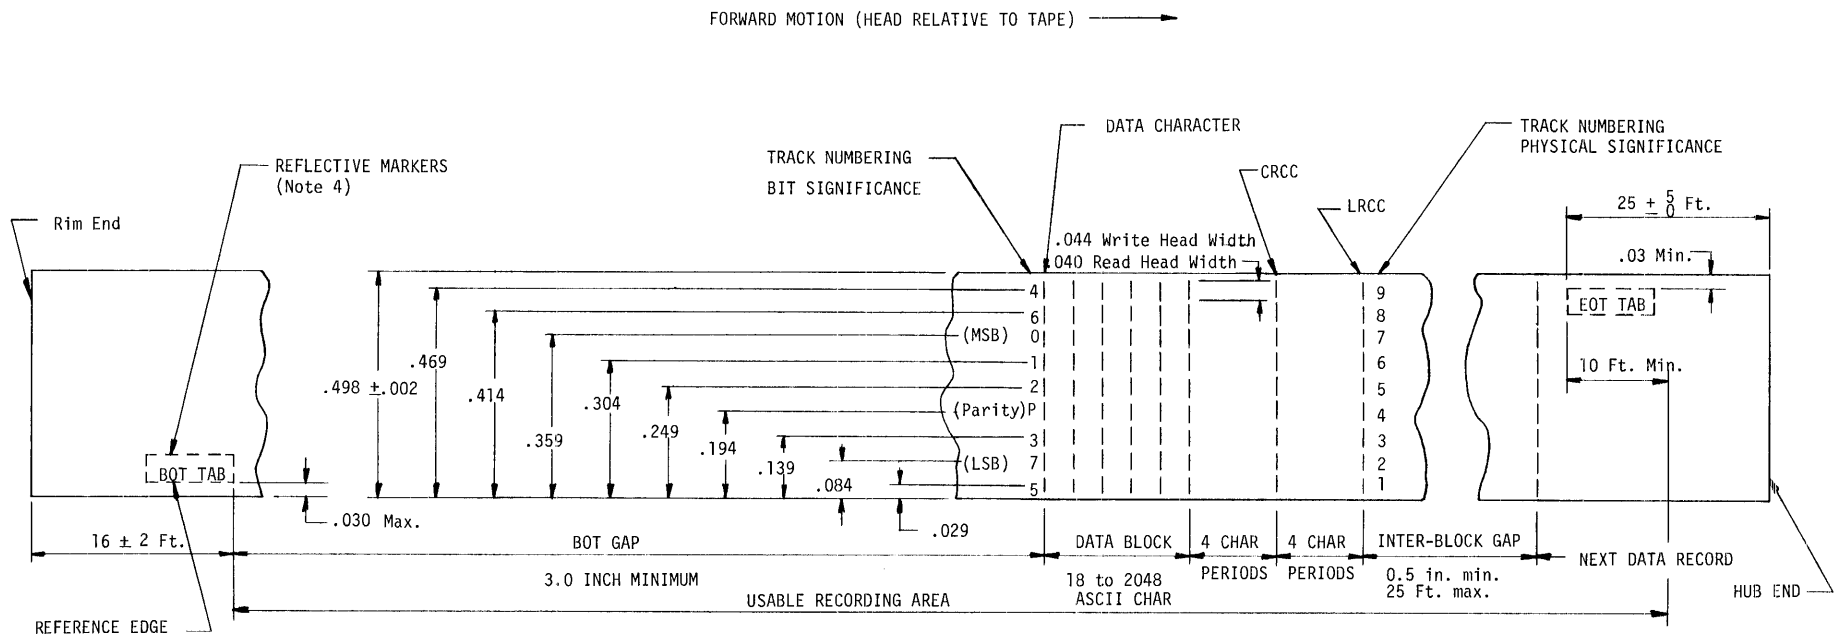 FORWARD MOTION (HEAD RELATIVE TO TAPE)
DATA CHARACTER
TRACK NUMBERING
PHYSICAL SIGNIFICANCE
TRACK NUMBERING
BIT SIGNIFICANCE
REFLECTIVE MARKERS
(Note 4)
CRCC
LRCC
25 + 5 - 0 Ft.
Rim End
.044 Write Head Width
.040 Read Head Width
.03 Min.
4
6
(MSB) 0
1
2
(Parity) P
3
(LSB) 7
5
9
8
7
6
5
4
3
2
1
EOT TAB
10 Ft. Min.
.498 ±.002
.469
.414
.359
.304
.249
.194
.139
.084
.029
BOT TAB
.030 Max.
16 ± 2 Ft.
BOT GAP
3.0 INCH MINIMUM
DATA BLOCK
18 to 2048
ASCII CHAR
4 CHAR
PERIODS
4 CHAR
PERIODS
INTER-BLOCK GAP
0.5 in. min.
25 Ft. max.
NEXT DATA RECORD
HUB END
USABLE RECORDING AREA
REFERENCE EDGE